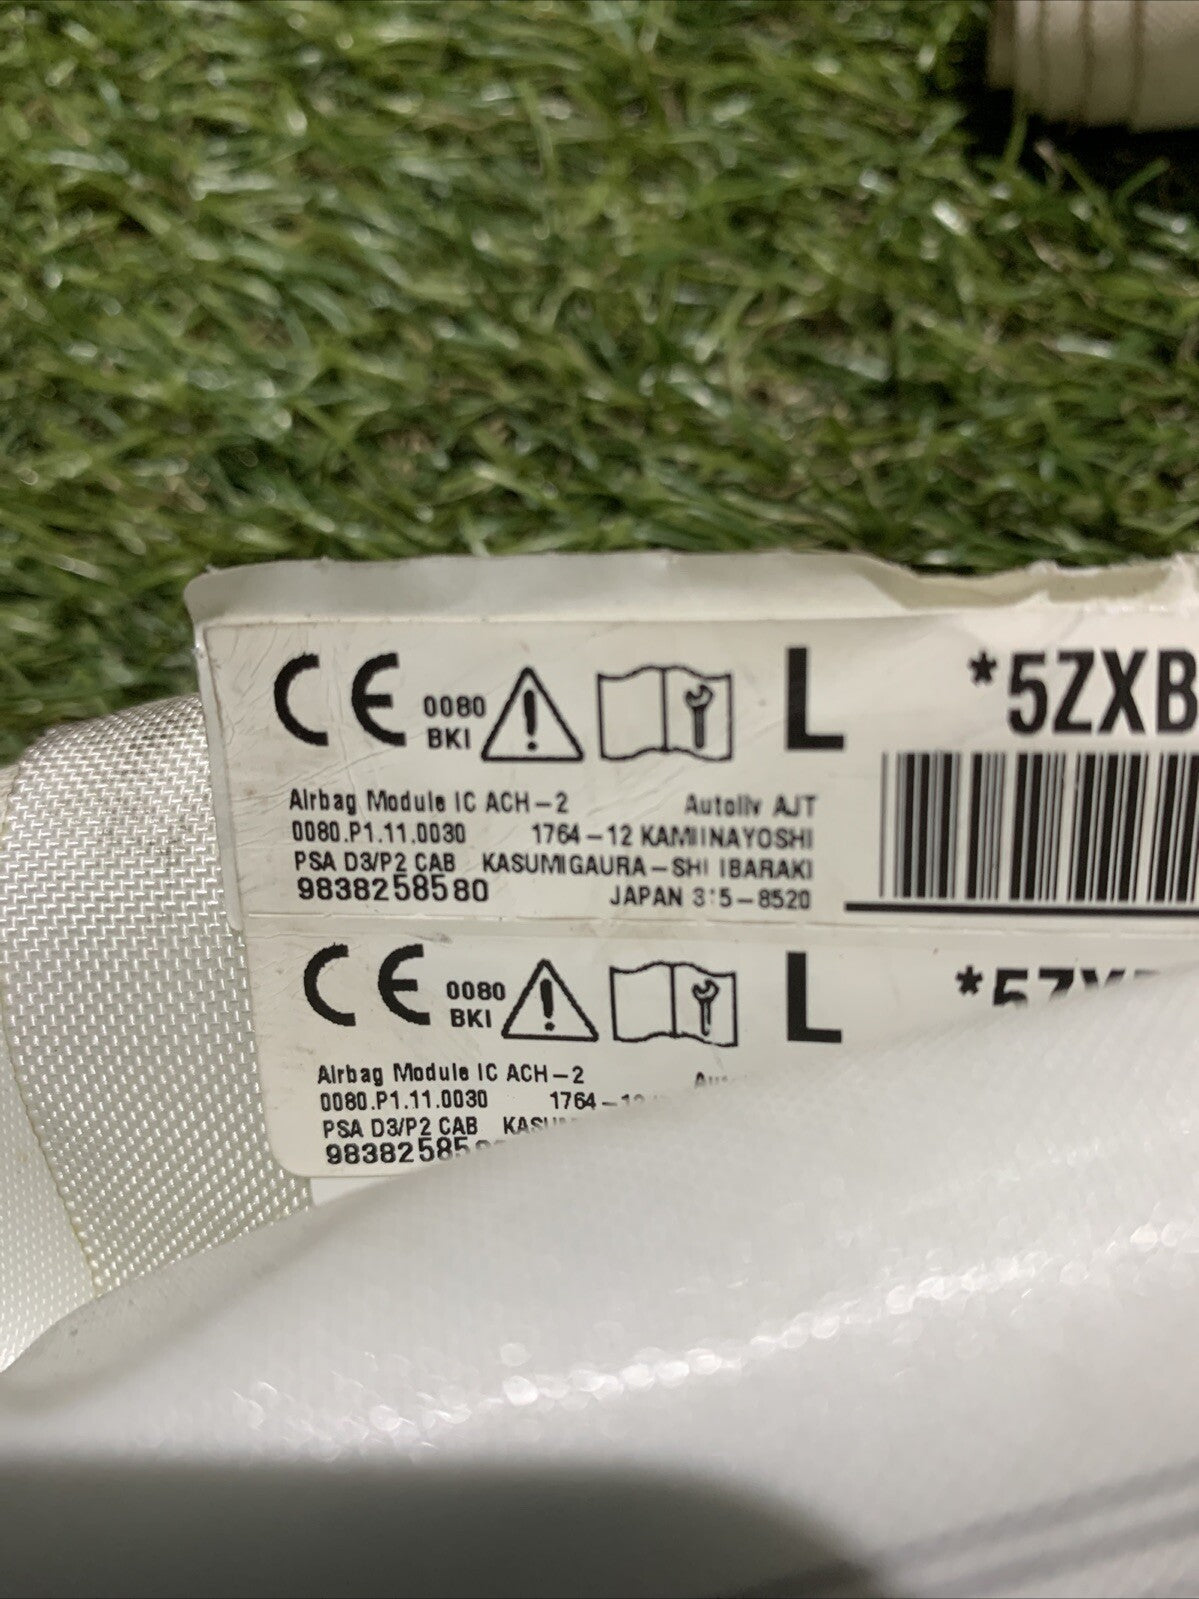 CE 0080 BKI L *5ZXB
Airbag Module IC ACH-2 Autoliv AJT
0080.P1.11.0030 1764-12 KAMIINAYOSHI
PSA D3/P2 CAB KASUMIGAURA-SHI IBARAKI
9838258580 JAPAN 315-8520
CE 0080 BKI L
Airbag Module IC ACH-2
0080.P1.11.0030 1764-12
PSA D3/P2 CAB